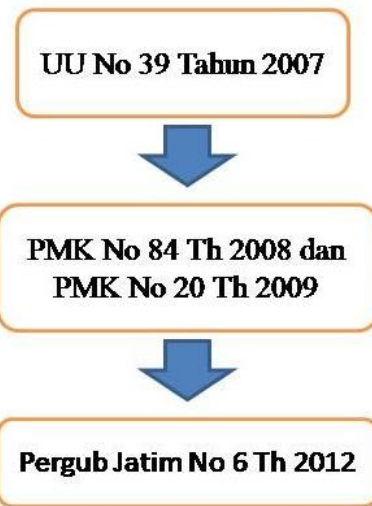 UU No 39 Tahun 2007
PMK No 84 Th 2008 dan
PMK No 20 Th 2009
Pergub Jatim No 6 Th 2012